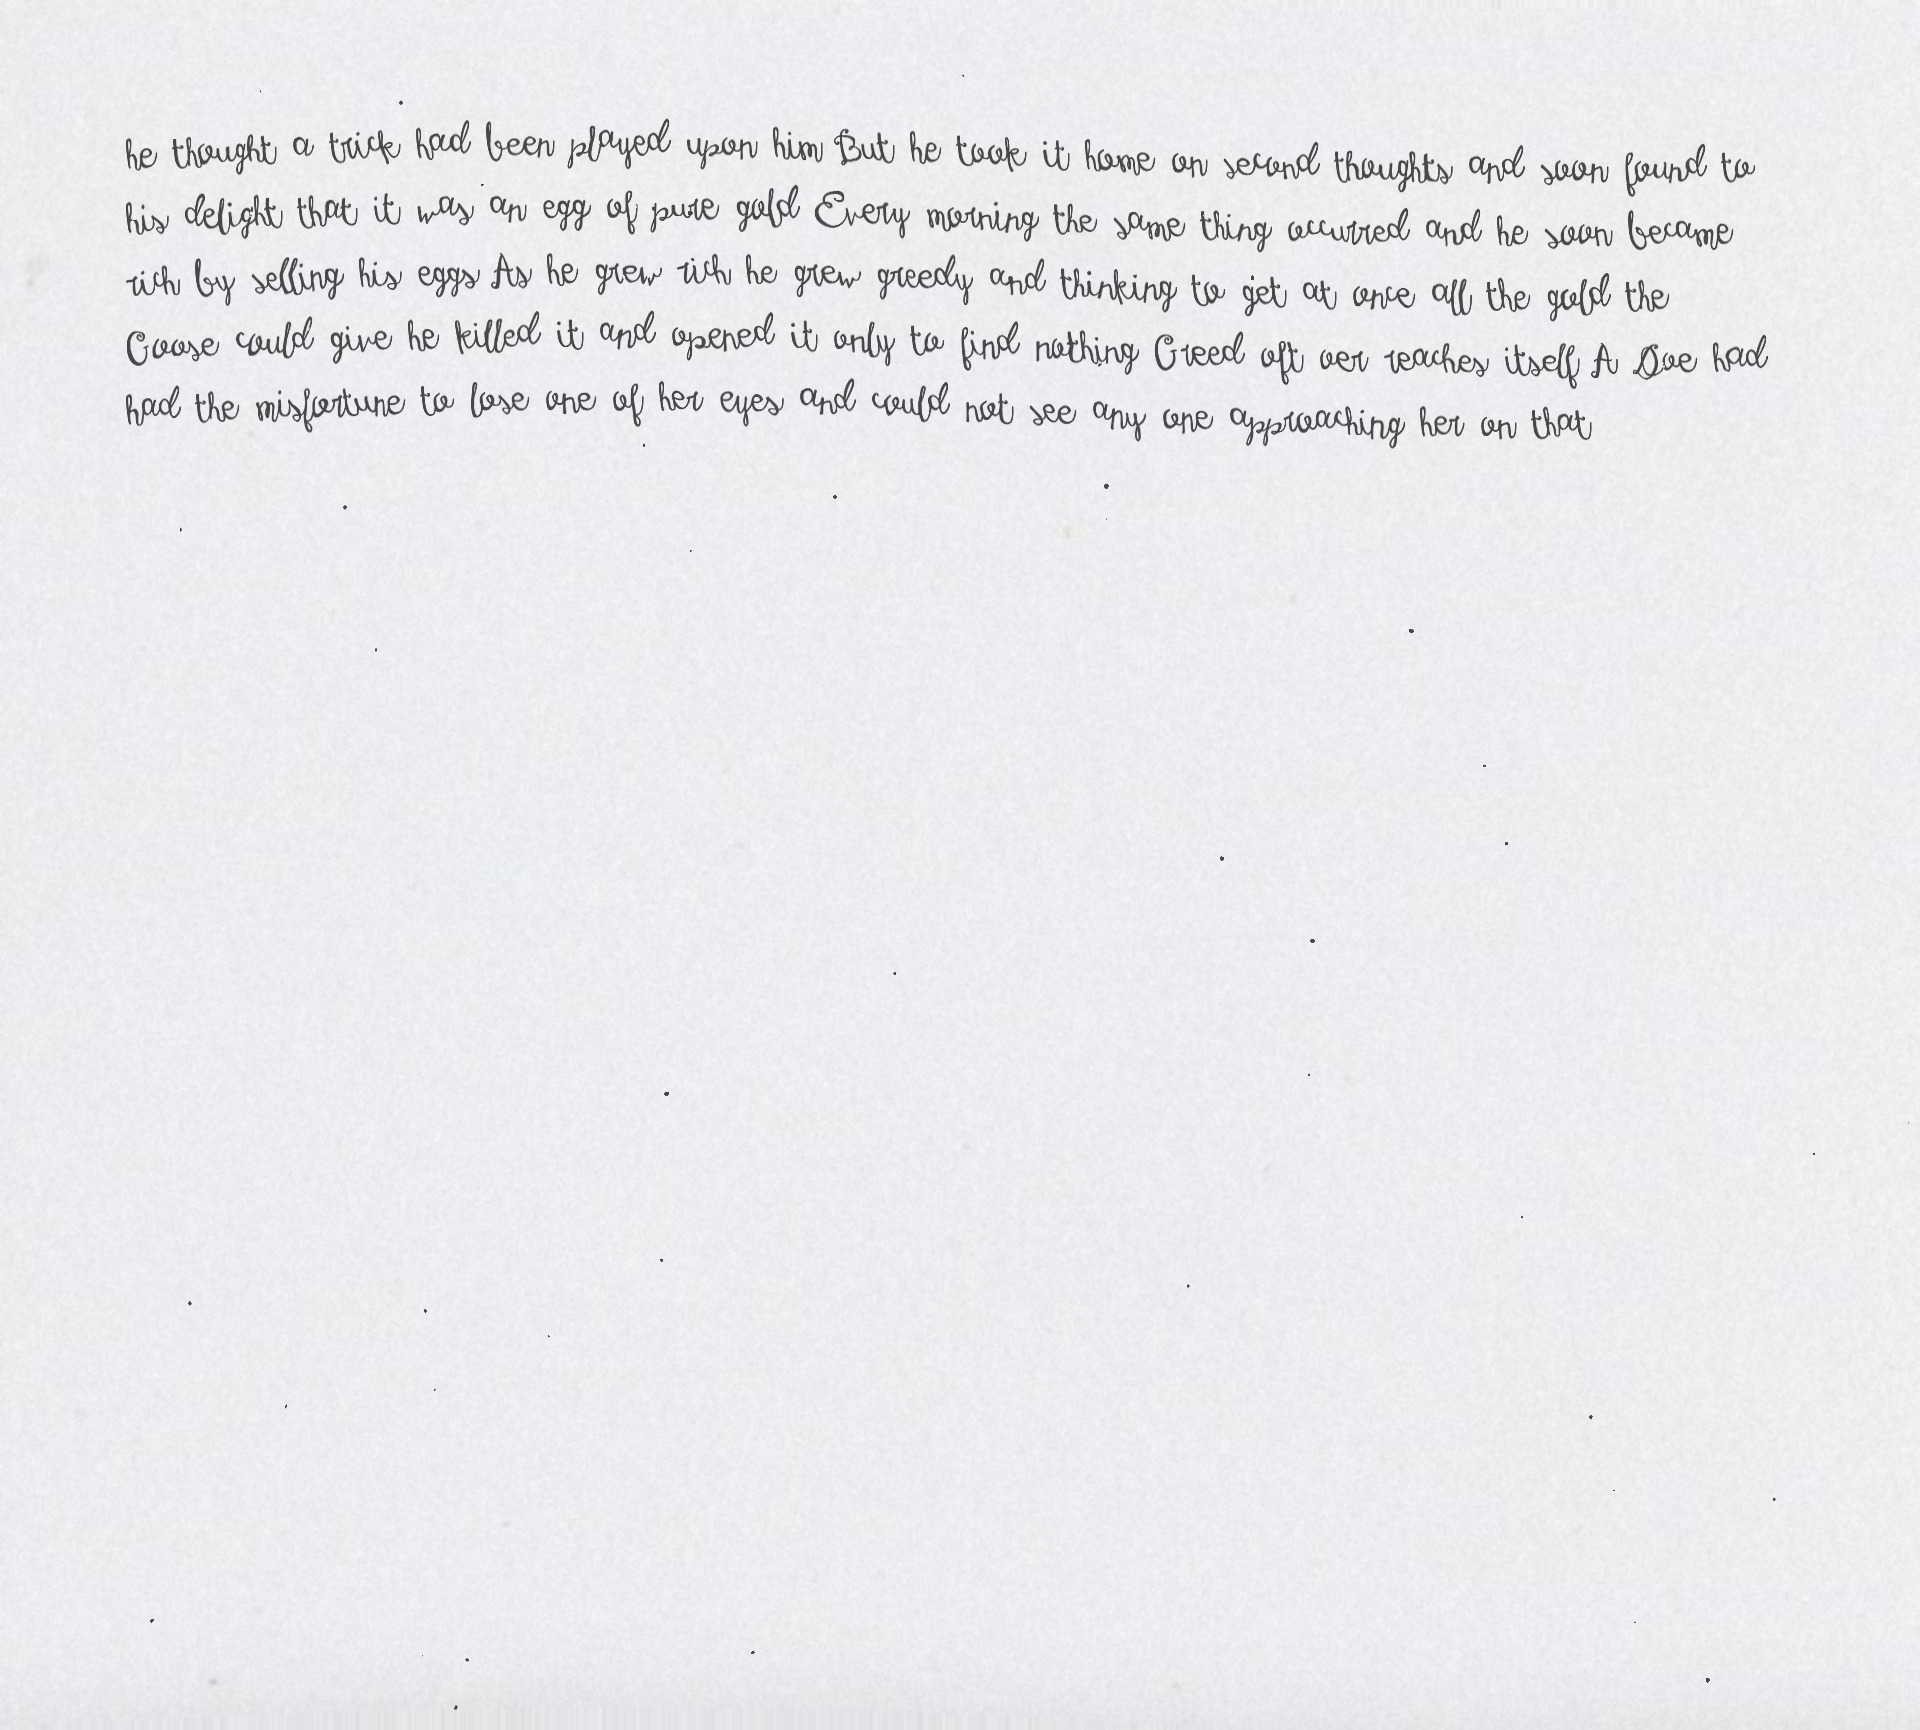 he thought a trick had been played upon him But he took it home on second thoughts and soon found to
his delight that it was an egg of pure gold Every morning the same thing occurred and he soon became
rich by selling his eggs As he grew rich he grew greedy and thinking to get at once all the gold the
Goose could give he killed it and opened it only to find nothing Greed oft oer reaches itself A Doe had
had the misfortune to lose one of her eyes and could not see any one approaching her on that